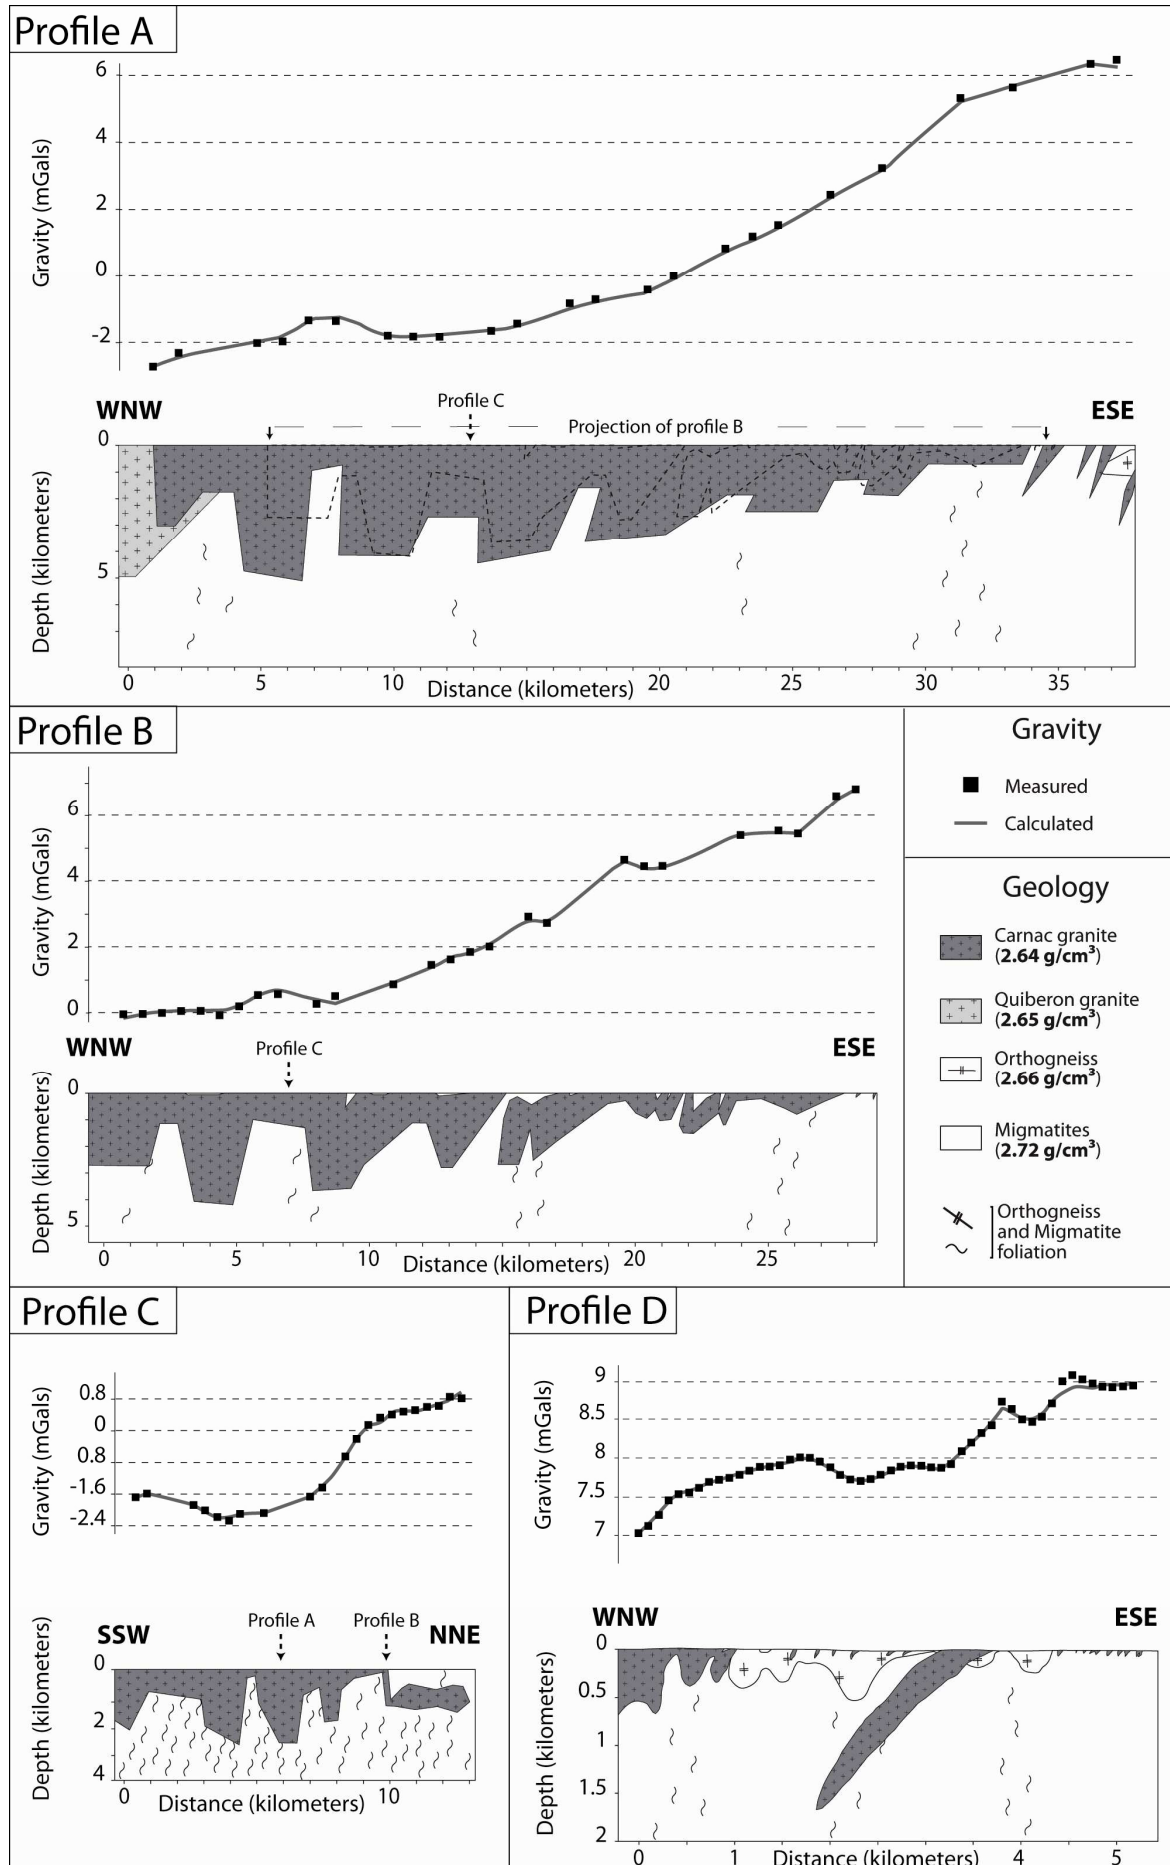 Profile A
Gravity (mGals)
6
4
2
0
-2
WNW
Profile C
ESE
Projection of profile B
Depth (kilometers)
0
5
0 5 10 20 25 30 35
Distance (kilometers)
Profile B
Gravity (mGals)
6
4
2
0
WNW
Profile C
ESE
Depth (kilometers)
0
5
0 5 10 20 25
Distance (kilometers)
Gravity
Measured
Calculated
Geology
Carnac granite
(2.64 g/cm³)
Quiberon granite
(2.65 g/cm³)
Orthogneiss
(2.66 g/cm³)
Migmatites
(2.72 g/cm³)
Orthogneiss
and Migmatite
foliation
Profile C
Gravity (mGals)
0.8
0
0.8
-1.6
-2.4
Profile A
Profile B
SSW
NNE
Depth (kilometers)
0
2
4
0 10
Distance (kilometers)
Profile D
Gravity (mGals)
9
8.5
8
7.5
7
WNW
ESE
Depth (kilometers)
0
0.5
1
1.5
2
0 1 4 5
Distance (kilometers)